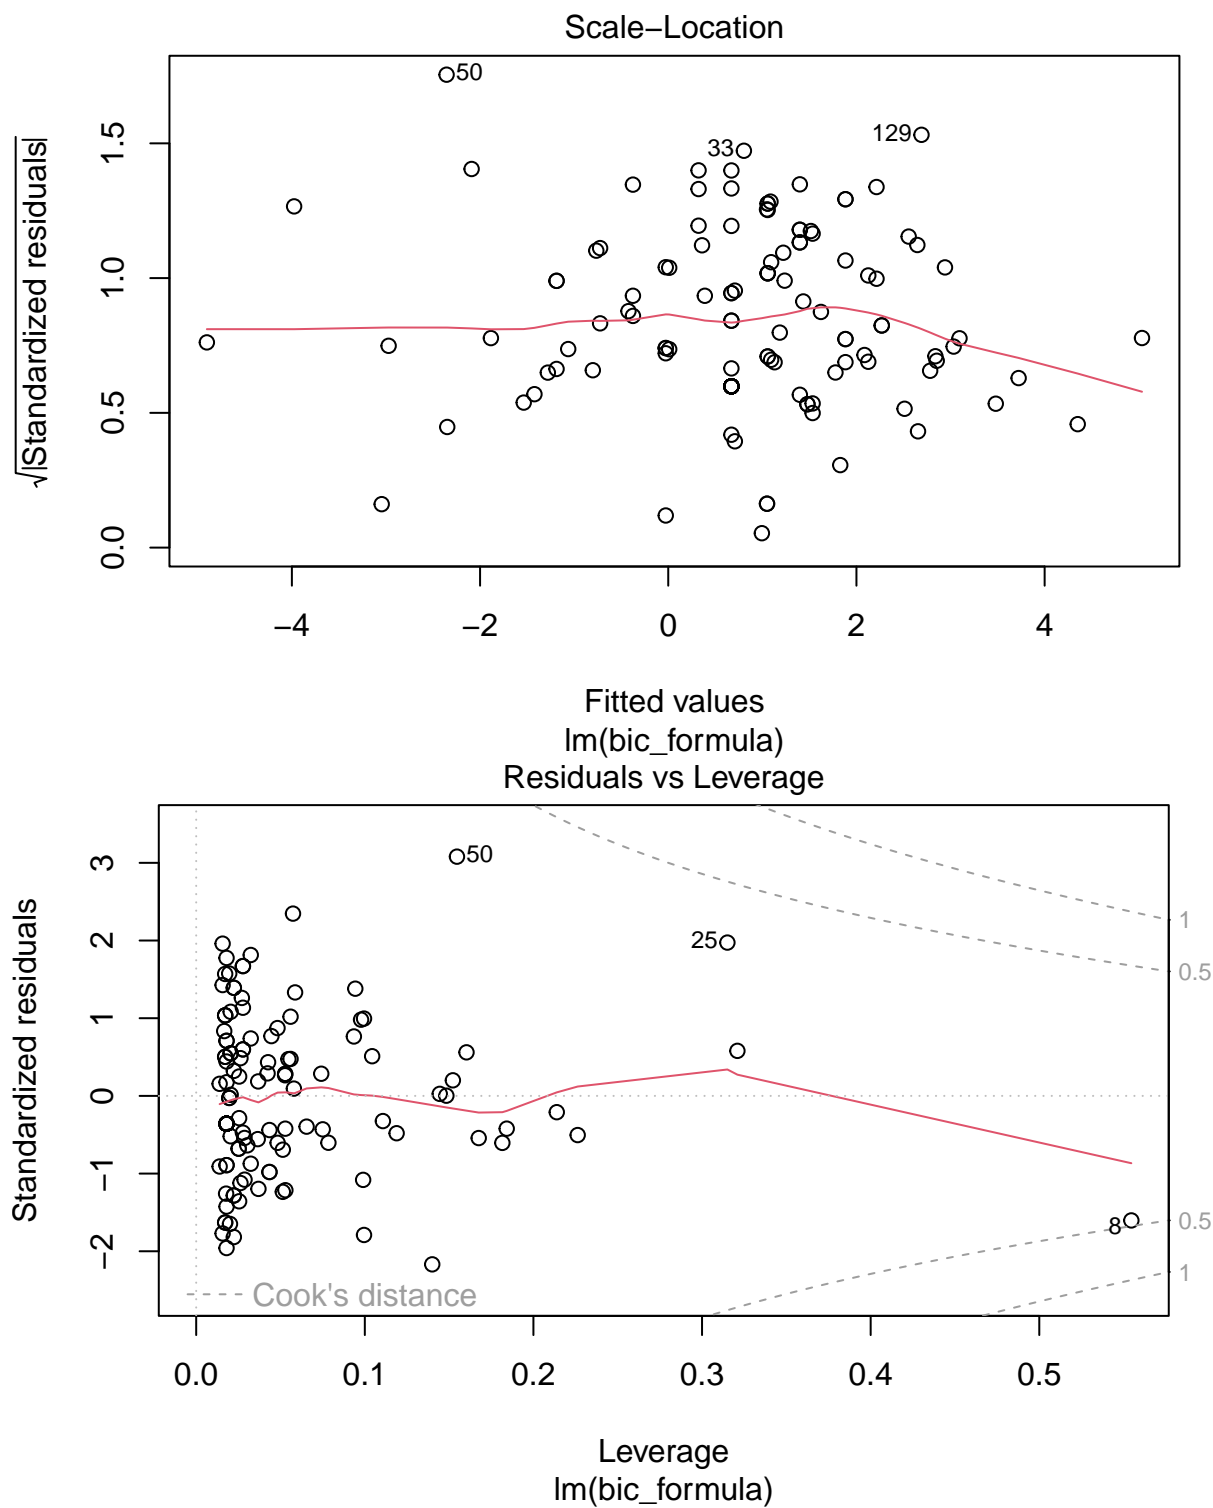 Scale−Location
50
129
33
√|Standardized residuals|
1.5
1.0
0.5
0.0
−4 −2 0 2 4
Fitted values
lm(bic_formula)
Residuals vs Leverage
50
25
1
0.5
8
0.5
1
Cook's distance
Standardized residuals
3
2
1
0
−1
−2
0.0 0.1 0.2 0.3 0.4 0.5
Leverage
lm(bic_formula)